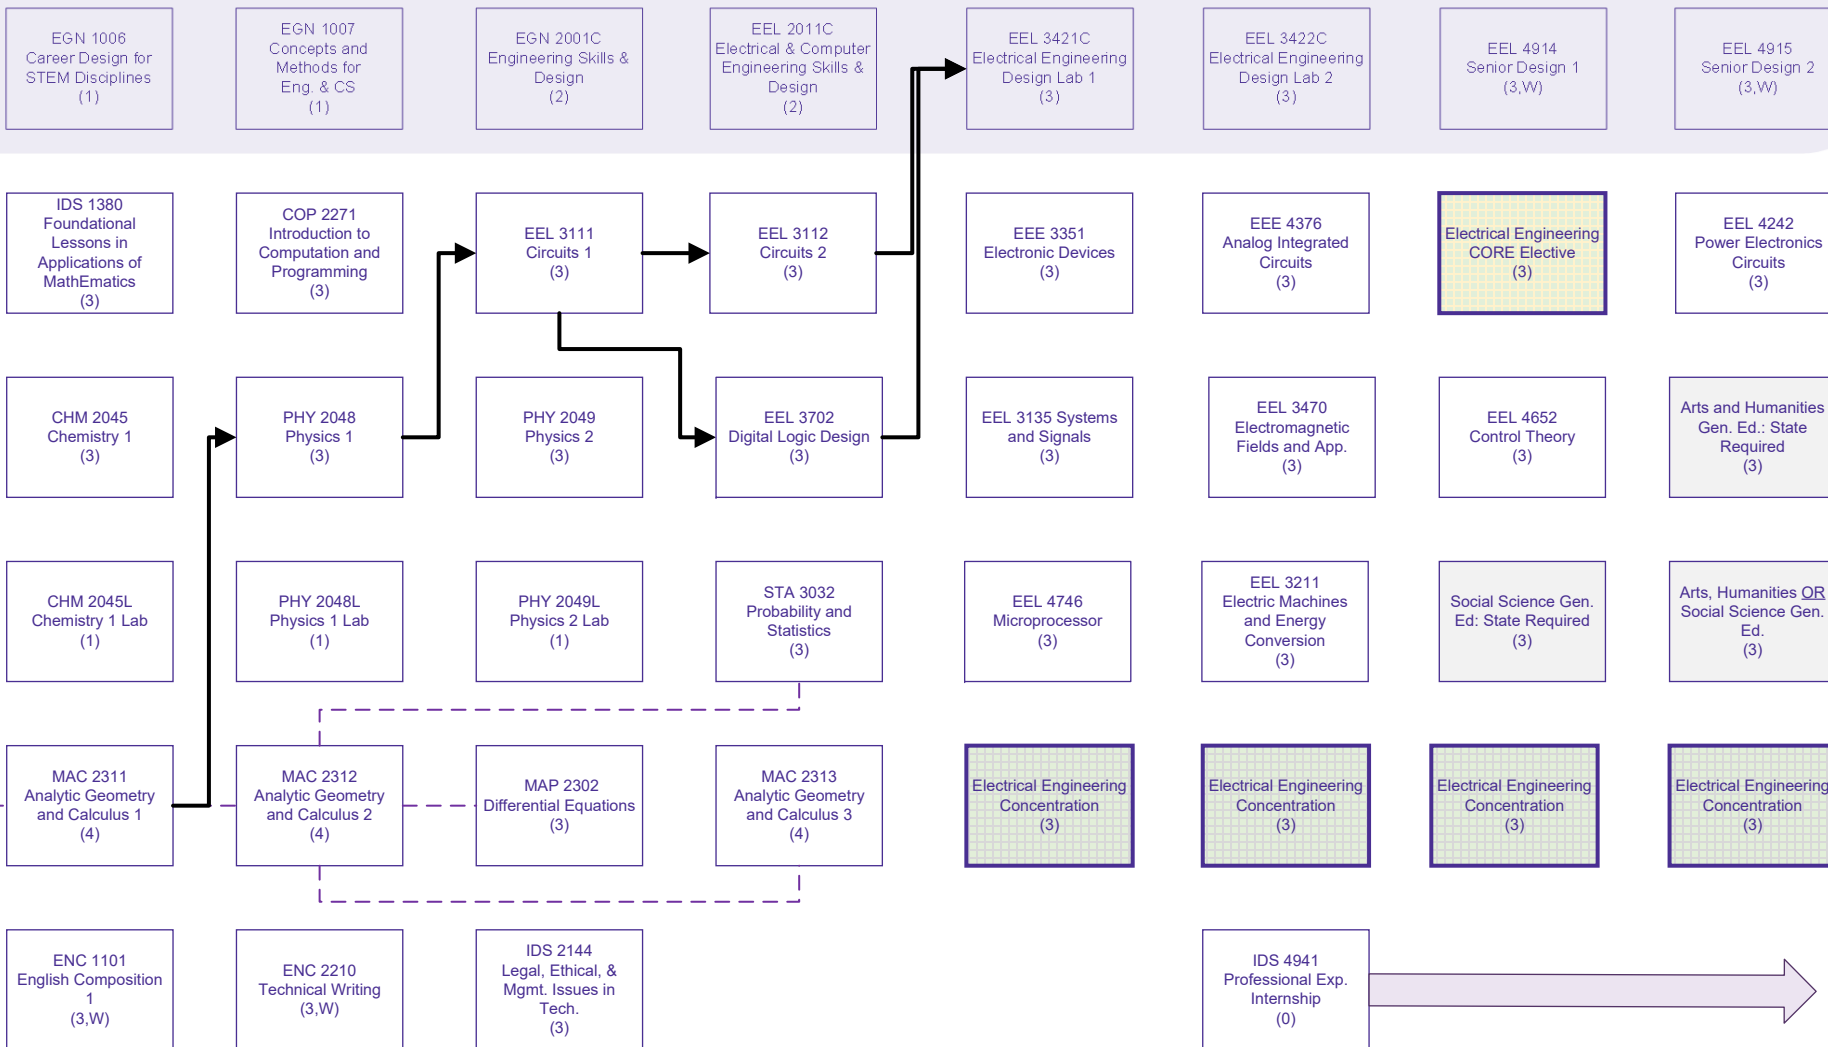 EGN 1006
Career Design for
STEM Disciplines
(1)
EGN 1007
Concepts and
Methods for
Eng. & CS
(1)
EGN 2001C
Engineering Skills &
Design
(2)
EEL 2011C
Electrical & Computer
Engineering Skills &
Design
(2)
EEL 3421C
Electrical Engineering
Design Lab 1
(3)
EEL 3422C
Electrical Engineering
Design Lab 2
(3)
EEL 4914
Senior Design 1
(3,W)
EEL 4915
Senior Design 2
(3,W)
IDS 1380
Foundational
Lessons in
Applications of
MathEmatics
(3)
COP 2271
Introduction to
Computation and
Programming
(3)
EEL 3111
Circuits 1
(3)
EEL 3112
Circuits 2
(3)
EEE 3351
Electronic Devices
(3)
EEE 4376
Analog Integrated
Circuits
(3)
Electrical Engineering
CORE Elective
(3)
EEL 4242
Power Electronics
Circuits
(3)
CHM 2045
Chemistry 1
(3)
PHY 2048
Physics 1
(3)
PHY 2049
Physics 2
(3)
EEL 3702
Digital Logic Design
(3)
EEL 3135 Systems
and Signals
(3)
EEL 3470
Electromagnetic
Fields and App.
(3)
EEL 4652
Control Theory
(3)
Arts and Humanities
Gen. Ed.: State
Required
(3)
CHM 2045L
Chemistry 1 Lab
(1)
PHY 2048L
Physics 1 Lab
(1)
PHY 2049L
Physics 2 Lab
(1)
STA 3032
Probability and
Statistics
(3)
EEL 4746
Microprocessor
(3)
EEL 3211
Electric Machines
and Energy
Conversion
(3)
Social Science Gen.
Ed: State Required
(3)
Arts, Humanities OR
Social Science Gen.
Ed.
(3)
MAC 2311
Analytic Geometry
and Calculus 1
(4)
MAC 2312
Analytic Geometry
and Calculus 2
(4)
MAP 2302
Differential Equations
(3)
MAC 2313
Analytic Geometry
and Calculus 3
(4)
Electrical Engineering
Concentration
(3)
Electrical Engineering
Concentration
(3)
Electrical Engineering
Concentration
(3)
Electrical Engineering
Concentration
(3)
ENC 1101
English Composition
1
(3,W)
ENC 2210
Technical Writing
(3,W)
IDS 2144
Legal, Ethical, &
Mgmt. Issues in
Tech.
(3)
IDS 4941
Professional Exp.
Internship
(0)